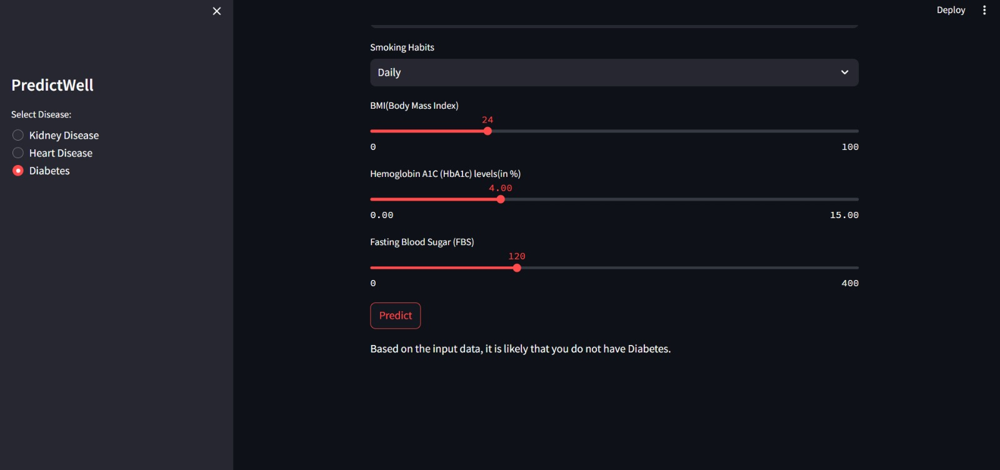 Deploy
PredictWell
Select Disease:
Kidney Disease
Heart Disease
Diabetes
Smoking Habits
Daily
BMI(Body Mass Index)
24
0 100
Hemoglobin A1C (HbA1c) levels(in %)
4.00
0.00 15.00
Fasting Blood Sugar (FBS)
120
0 400
Predict
Based on the input data, it is likely that you do not have Diabetes.